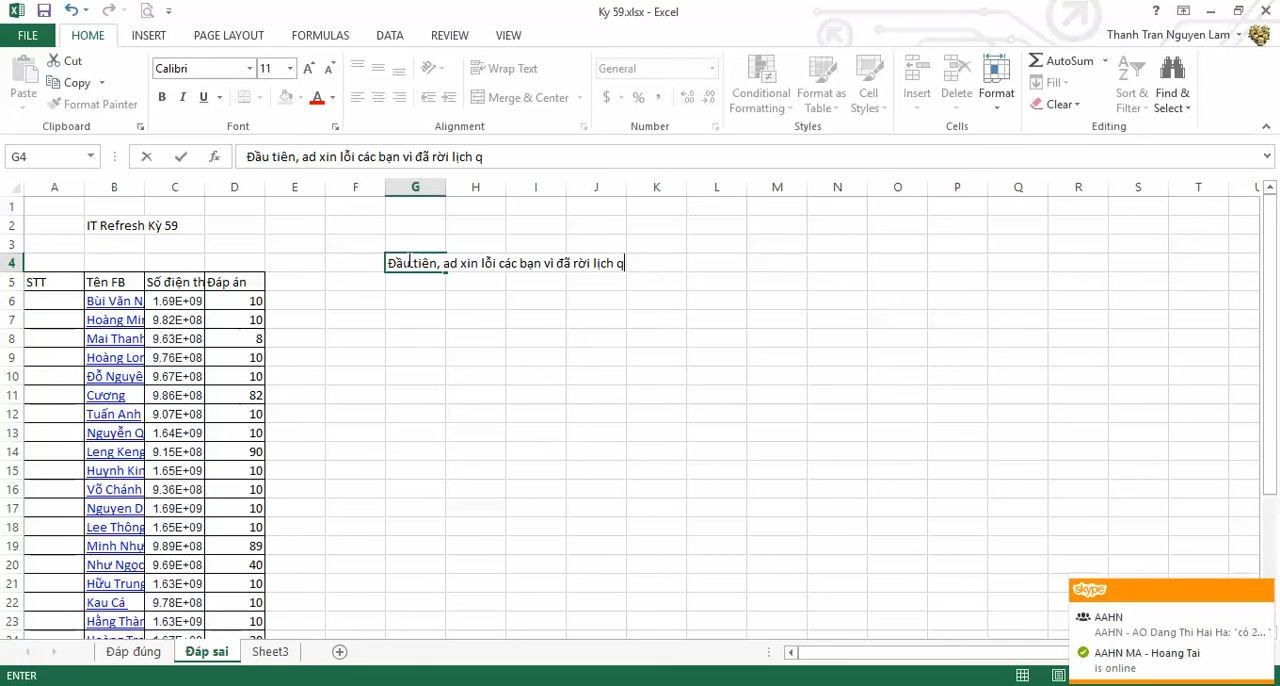 Ky 59.xlsx - Excel
Thanh Tran Nguyen Lam
FILE HOME INSERT PAGE LAYOUT FORMULAS DATA REVIEW VIEW
Paste
Cut
Copy
Format Painter
Clipboard
Calibri 11
B I U A
Font
Wrap Text
Merge & Center
Alignment
General
$ % ,
Number
Conditional Formatting
Format as Table
Cell Styles
Styles
Insert Delete Format
Cells
AutoSum
Fill
Clear
Sort & Filter
Find & Select
Editing
G4 fx Đầu tiên, ad xin lỗi các bạn vì đã rời lịch q
A B C D E F G H I J K L M N O P Q R S T
1
2 IT Refresh Kỳ 59
3
4 Đầu tiên, ad xin lỗi các bạn vì đã rời lịch q
5 STT Tên FB Số điện th Đáp án
6 Bùi Văn N 1.69E+09 10
7 Hoàng Mi 9.82E+08 10
8 Mai Thanh 9.63E+08 8
9 Hoàng Lon 9.76E+08 10
10 Đỗ Nguyê 9.67E+08 10
11 Cương 9.86E+08 82
12 Tuấn Anh 9.07E+08 10
13 Nguyễn Q 1.64E+09 10
14 Leng Keng 9.15E+08 90
15 Huynh Kin 1.65E+09 10
16 Võ Chánh 9.36E+08 10
17 Nguyen D 1.69E+09 10
18 Lee Thông 1.65E+09 10
19 Minh Như 9.89E+08 89
20 Như Ngọc 9.69E+08 40
21 Hữu Trung 1.63E+09 10
22 Kau Cá 9.78E+08 10
23 Hằng Thàn 1.63E+09 10
Đáp đúng Đáp sai Sheet3
ENTER
skype
AAHN
AAHN - AO Dang Thi Hai Ha: "có 2..."
AAHN MA - Hoang Tai
is online